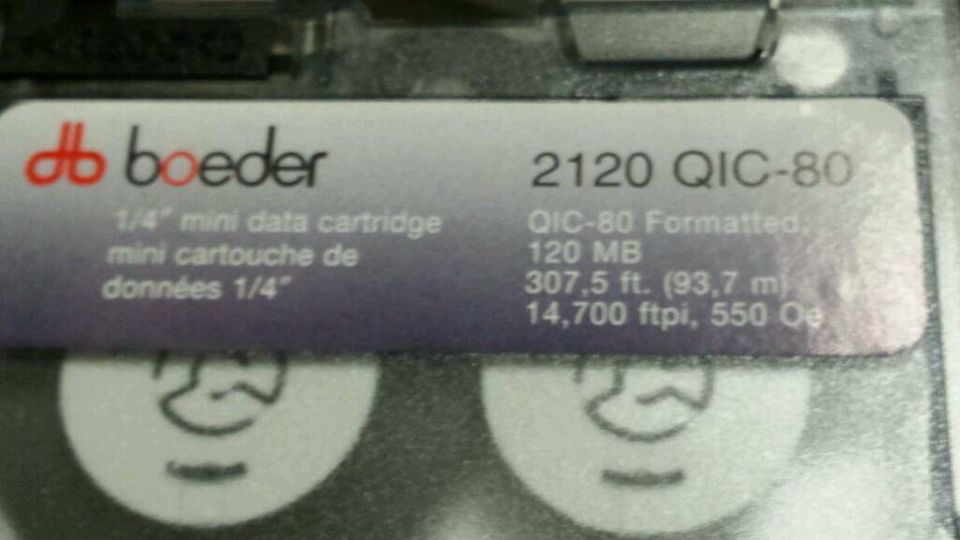 boeder
2120 QIC-80
1/4" mini data cartridge
mini cartouche de
données 1/4"
QIC-80 Formatted:
120 MB
307,5 ft. (93,7 m)
14,700 ftpi, 550 Oe